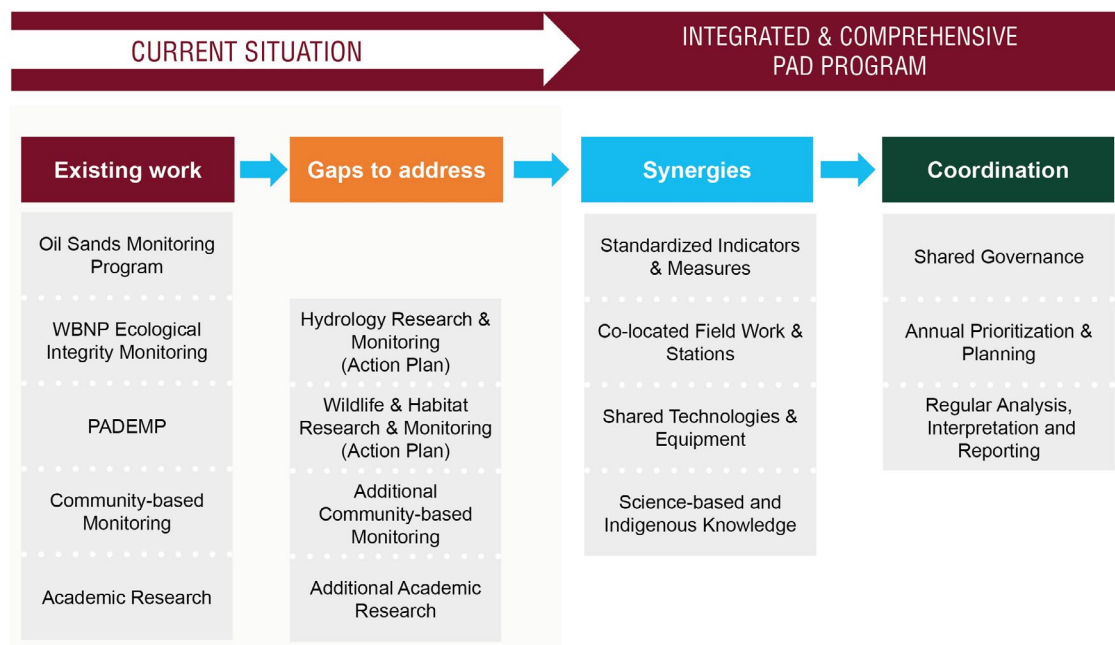 CURRENT SITUATION
INTEGRATED & COMPREHENSIVE
PAD PROGRAM
Existing work
Oil Sands Monitoring
Program
WBNP Ecological
Integrity Monitoring
PADEMP
Community-based
Monitoring
Academic Research
Gaps to address
Hydrology Research &
Monitoring
(Action Plan)
Wildlife & Habitat
Research & Monitoring
(Action Plan)
Additional
Community-based
Monitoring
Additional Academic
Research
Synergies
Standardized Indicators
& Measures
Co-located Field Work &
Stations
Shared Technologies &
Equipment
Science-based and
Indigenous Knowledge
Coordination
Shared Governance
Annual Prioritization &
Planning
Regular Analysis,
Interpretation and
Reporting